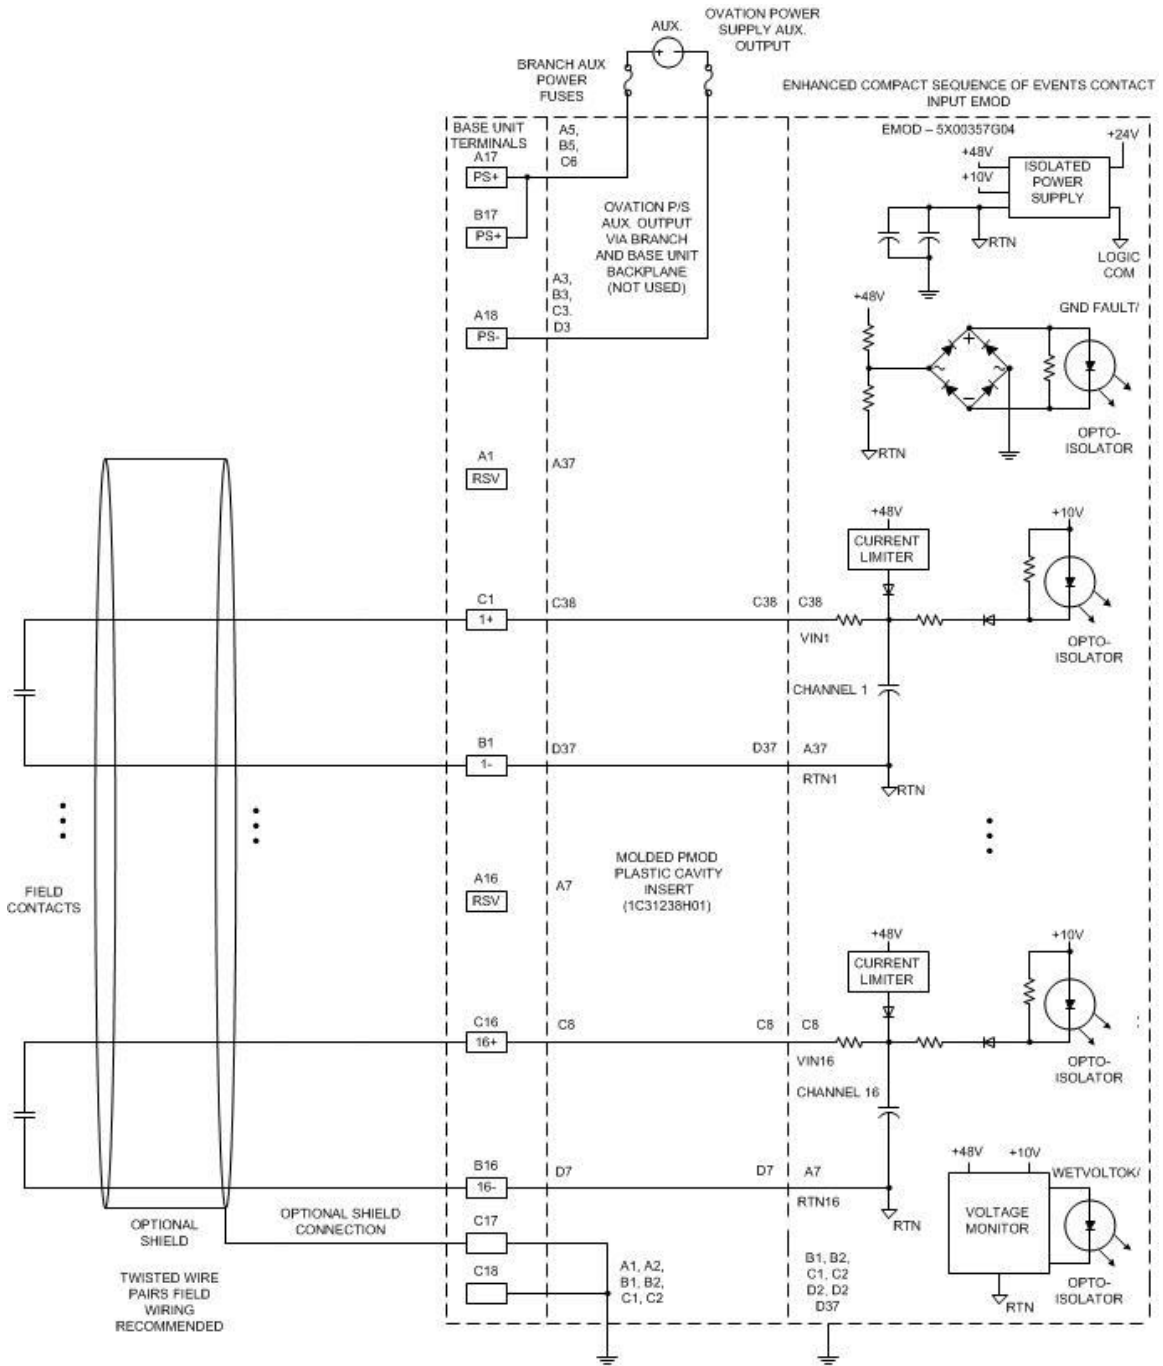 OVATION POWER
SUPPLY AUX.
OUTPUT
AUX.
+ -
BRANCH AUX
POWER
FUSES
ENHANCED COMPACT SEQUENCE OF EVENTS CONTACT
INPUT EMOD
BASE UNIT
TERMINALS
A17
PS+
B17
PS+
A18
PS-
A5,
B5,
C6
OVATION P/S
AUX. OUTPUT
VIA BRANCH
AND BASE UNIT
BACKPLANE
(NOT USED)
A3,
B3,
C3.
D3
EMOD – 5X00357G04
+24V
+48V
+10V
ISOLATED
POWER
SUPPLY
RTN
LOGIC
COM
+48V
GND FAULT/
+
~ ~
−
OPTO-
ISOLATOR
RTN
A1
RSV
A37
+48V
CURRENT
LIMITER
+10V
OPTO-
ISOLATOR
C1
1+
C38
C38
C38
VIN1
CHANNEL 1
B1
1-
D37
D37
A37
RTN1
RTN
FIELD
CONTACTS
A16
RSV
A7
MOLDED PMOD
PLASTIC CAVITY
INSERT
(1C31238H01)
+48V
CURRENT
LIMITER
+10V
:
OPTO-
ISOLATOR
C16
16+
C8
C8
C8
VIN16
CHANNEL 16
B16
16-
D7
D7
A7
RTN16
RTN
+48V
+10V
WETVOLTOK/
VOLTAGE
MONITOR
RTN
OPTO-
ISOLATOR
OPTIONAL
SHIELD
OPTIONAL SHIELD
CONNECTION
C17
C18
TWISTED WIRE
PAIRS FIELD
WIRING
RECOMMENDED
A1, A2,
B1, B2,
C1, C2
B1, B2,
C1, C2
D2, D2
D37